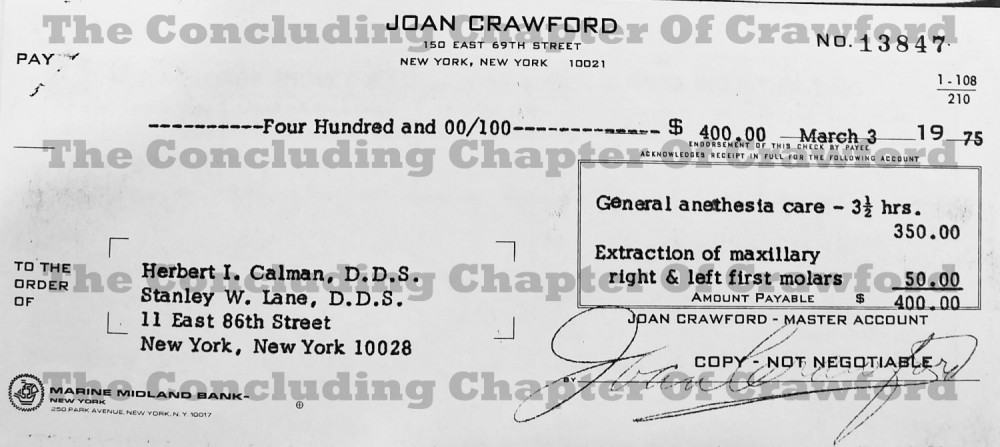 The Concluding Chapter Of Crawford
JOAN CRAWFORD
150 EAST 69TH STREET
NEW YORK, NEW YORK 10021
No. 13847
PAY
1-108
210
-----------Four Hundred and 00/100--------------- $ 400.00 March 3 19 75
ENDORSEMENT OF THIS CHECK BY PAYEE
ACKNOWLEDGES RECEIPT IN FULL FOR THE FOLLOWING ACCOUNT
The Concluding Chapter Of Crawford
General anethesia care - 3½ hrs.
350.00
Extraction of maxillary
right & left first molars 50.00
AMOUNT PAYABLE $ 400.00
TO THE
ORDER
OF
Herbert I. Calman, D.D.S.
Stanley W. Lane, D.D.S.
11 East 86th Street
New York, New York 10028
The Concluding Chapter Of Crawford
JOAN CRAWFORD - MASTER ACCOUNT
COPY - NOT NEGOTIABLE
BY Joan Crawford
MARINE MIDLAND BANK-
NEW YORK
250 PARK AVENUE, NEW YORK, N.Y. 10017
The Concluding Chapter Of Crawford